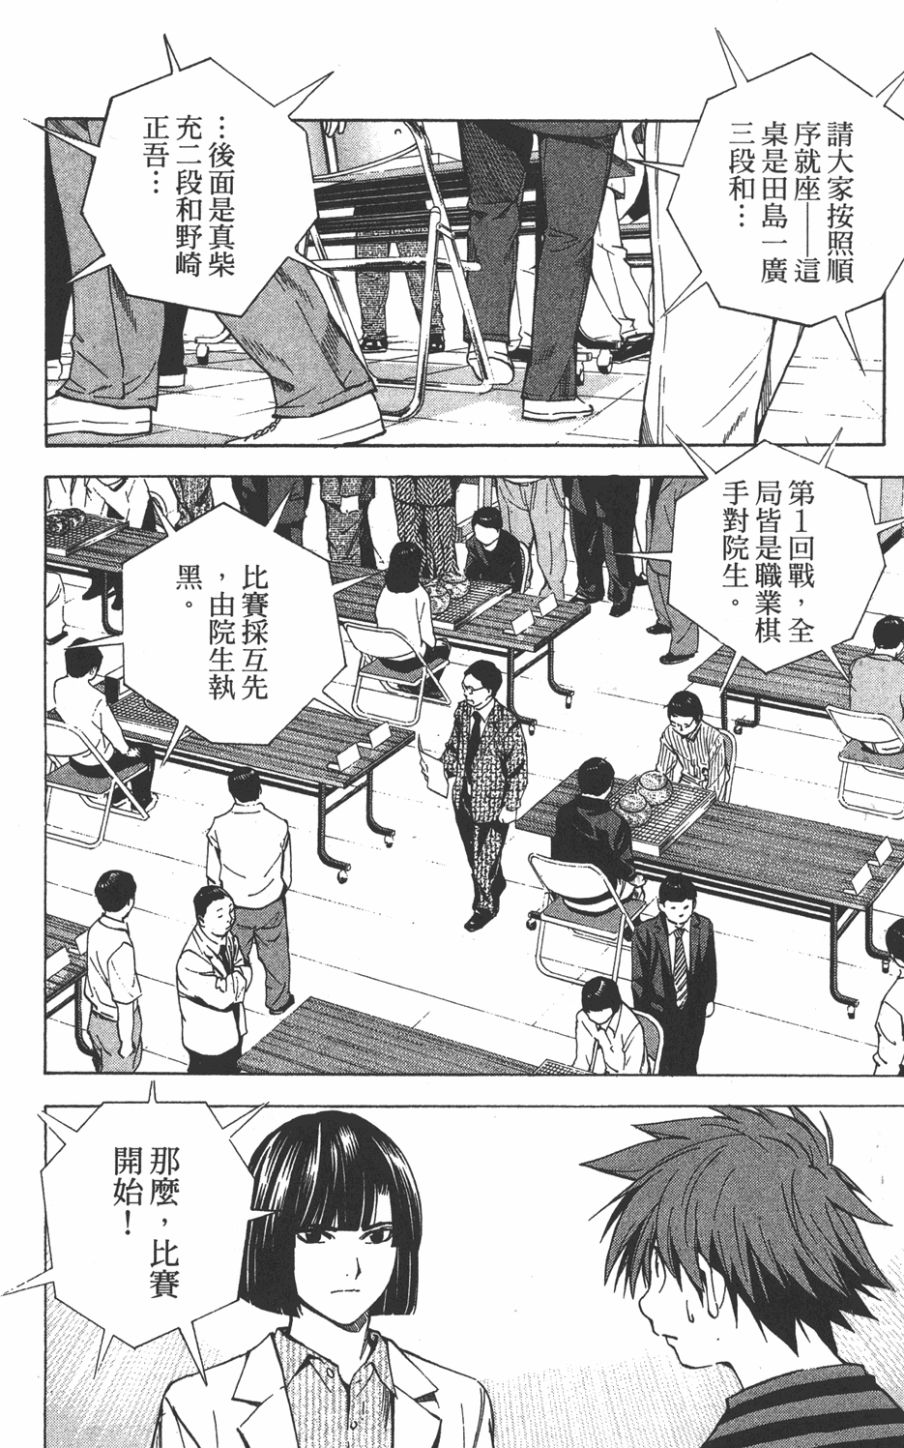 請大家按照順
序就座——這
桌是田島一廣
三段和…
…後面是真柴
充二段和野崎
正吾…
第1回戰，全
局皆是職業棋
手對院生。
比賽採互先
，由院生執
黑。
那麼，比賽
開始！